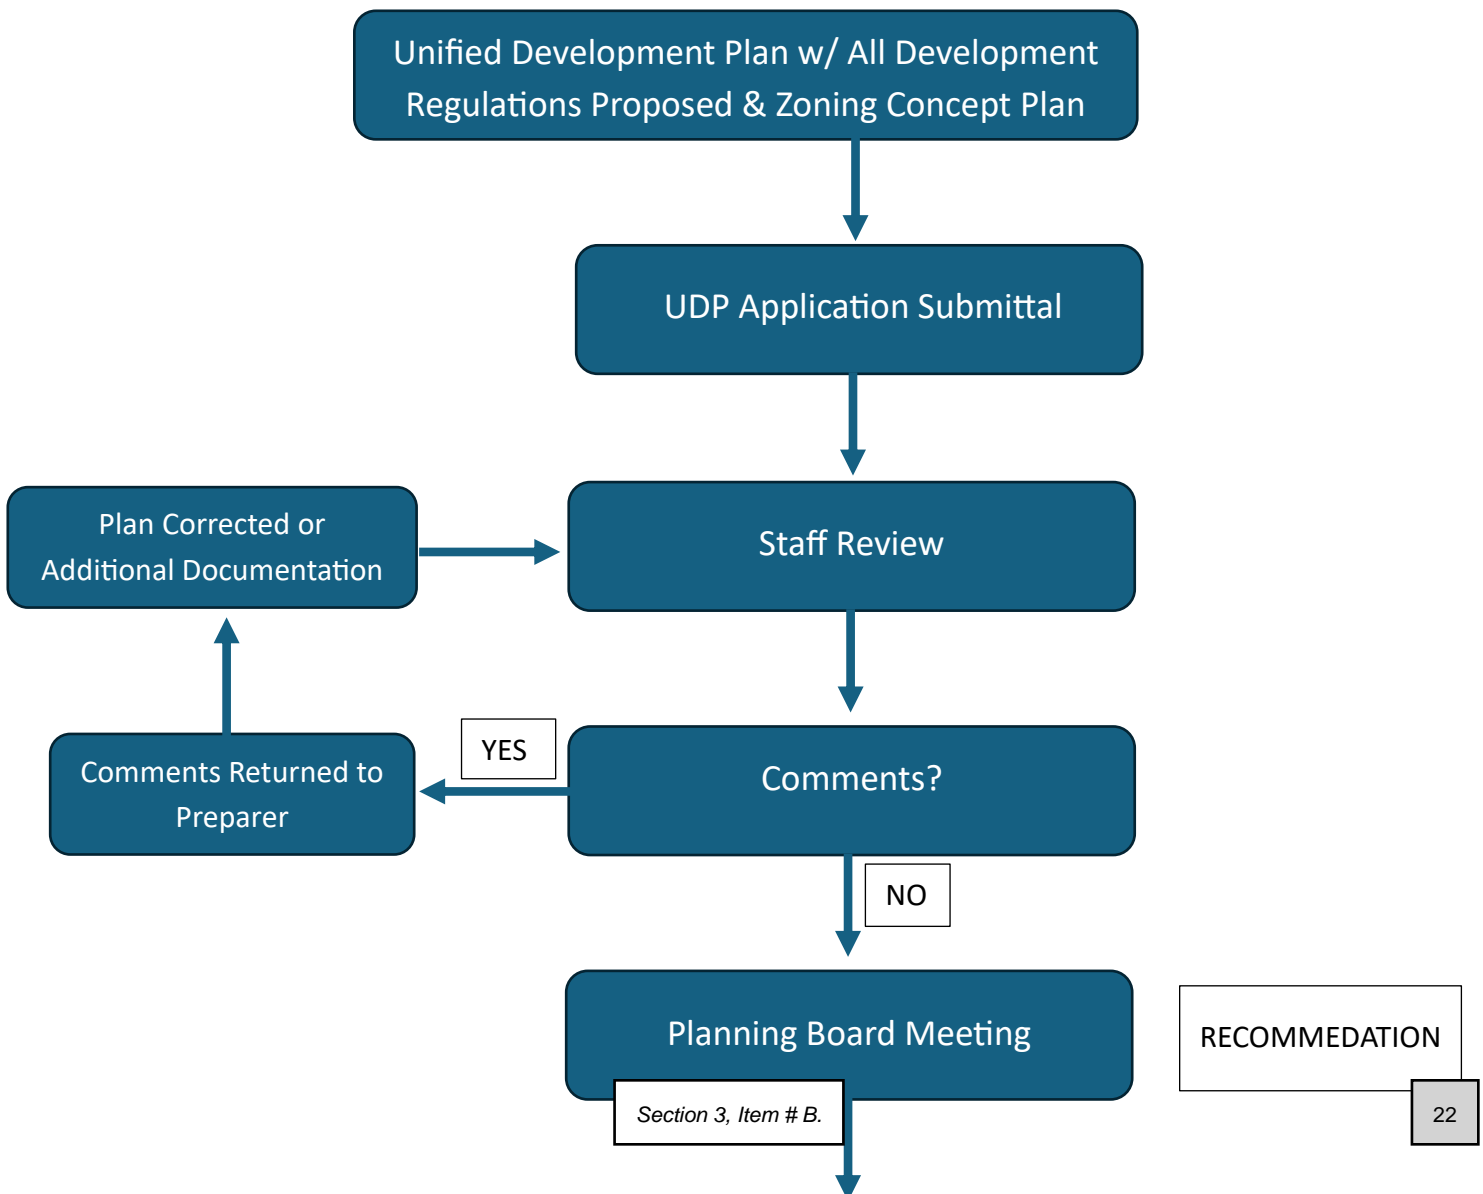 Unified Development Plan w/ All Development
Regulations Proposed & Zoning Concept Plan
UDP Application Submittal
Plan Corrected or
Additional Documentation
Staff Review
Comments Returned to
Preparer
YES
Comments?
NO
Planning Board Meeting
RECOMMEDATION
Section 3, Item # B.
22